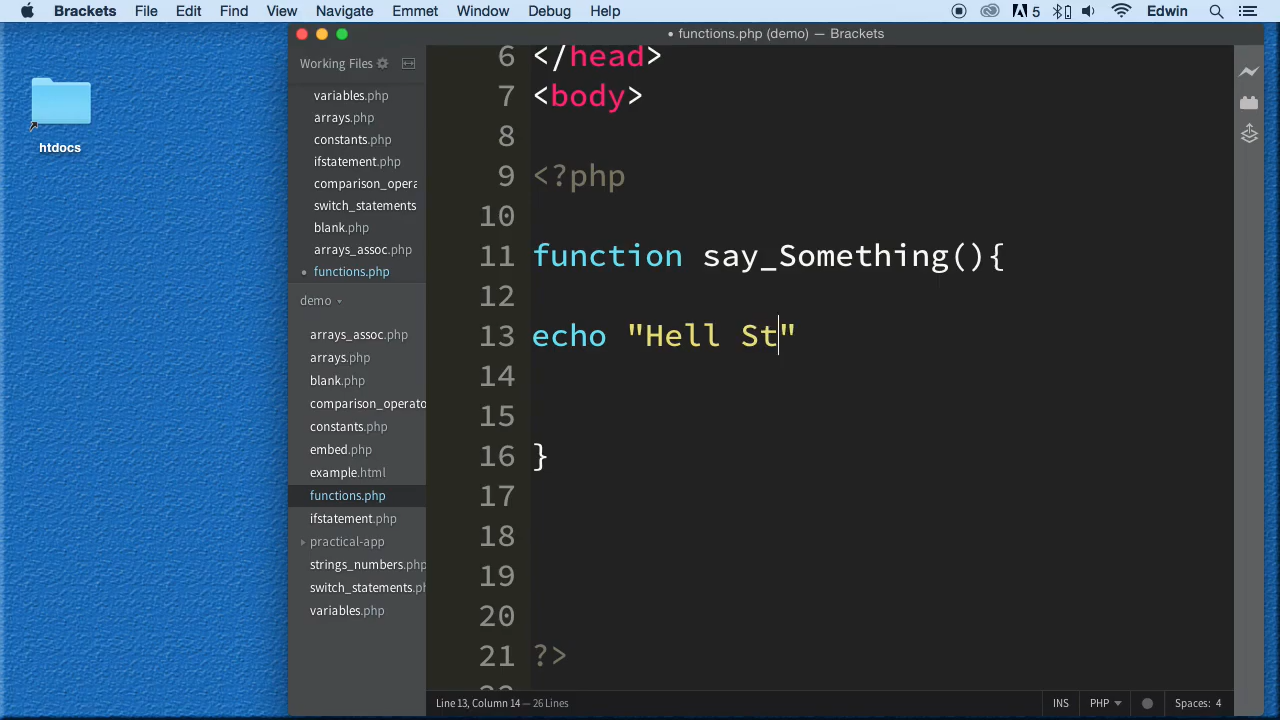 Brackets File Edit Find View Navigate Emmet Window Debug Help 5 Edwin
• functions.php (demo) — Brackets
htdocs
Working Files
variables.php
arrays.php
constants.php
ifstatement.php
comparison_opera
switch_statements
blank.php
arrays_assoc.php
• functions.php
demo
arrays_assoc.php
arrays.php
blank.php
comparison_operato
constants.php
embed.php
example.html
functions.php
ifstatement.php
practical-app
strings_numbers.php
switch_statements.ph
variables.php
6 </head>
7 <body>
8
9 <?php
10
11 function say_Something(){
12
13 echo "Hell St"
14
15
16 }
17
18
19
20
21 ?>
Line 13, Column 14 — 26 Lines
INS PHP Spaces: 4